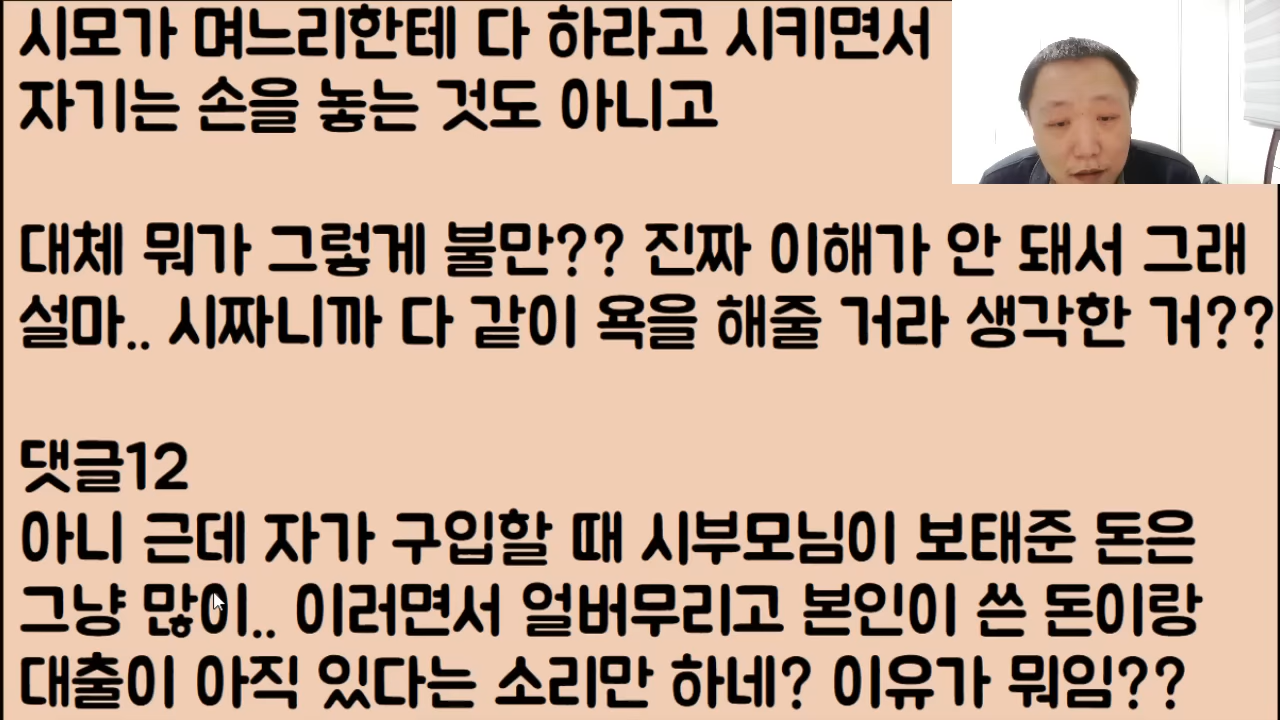 시모가 며느리한테 다 하라고 시키면서
자기는 손을 놓는 것도 아니고
대체 뭐가 그렇게 불만?? 진짜 이해가 안 돼서 그래
설마.. 시짜니까 다 같이 욕을 해줄 거라 생각한 거??
댓글12
아니 근데 자가 구입할 때 시부모님이 보태준 돈은
그냥 많이.. 이러면서 얼버무리고 본인이 쓴 돈이랑
대출이 아직 있다는 소리만 하네? 이유가 뭐임??